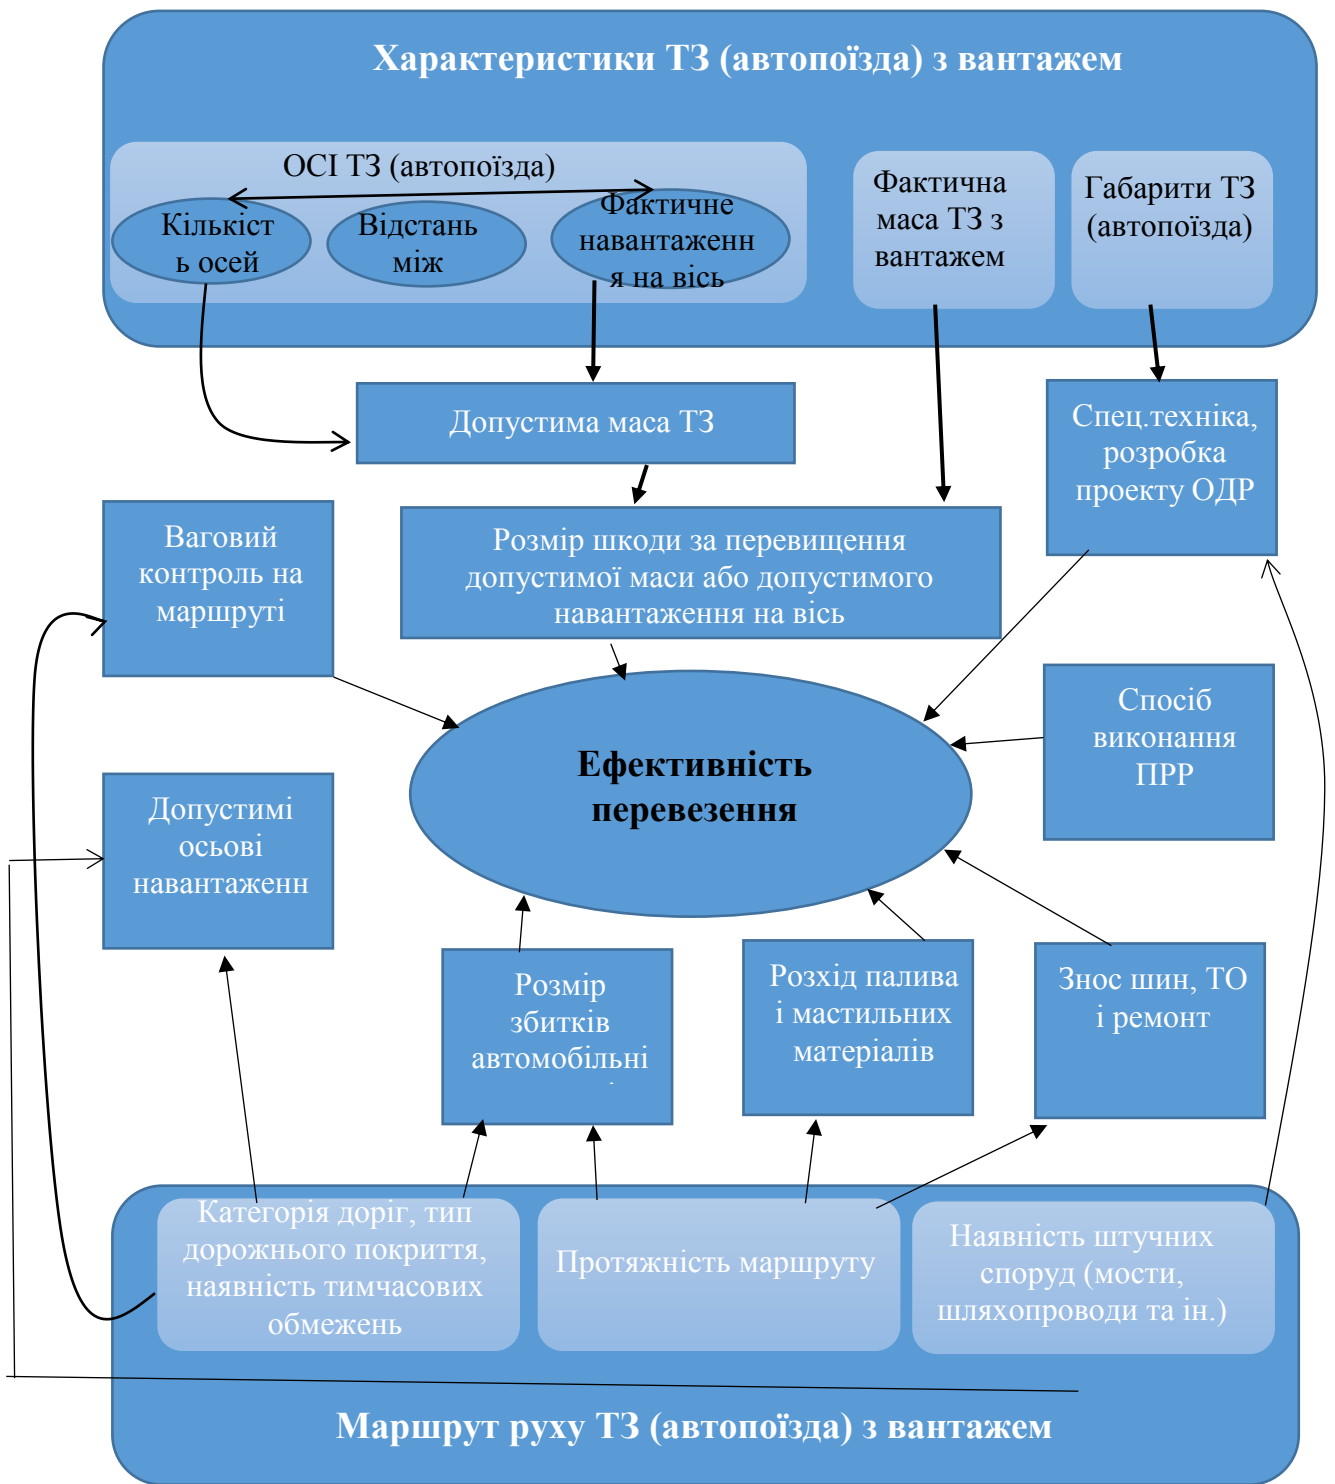 Характеристики ТЗ (автопоїзда) з вантажем
ОСІ ТЗ (автопоїзда)
Кількіст
ь осей
Відстань
між
Фактичне
навантаженн
я на вісь
Фактична
маса ТЗ з
вантажем
Габарити ТЗ
(автопоїзда)
Допустима маса ТЗ
Спец.техніка,
розробка
проекту ОДР
Ваговий
контроль на
маршруті
Розмір шкоди за перевищення
допустимої маси або допустимого
навантаження на вісь
Спосіб
виконання
ПРР
Ефективність
перевезення
Допустимі
осьові
навантаженн
Розмір
збитків
автомобільні
Розхід палива
і мастильних
матеріалів
Знос шин, ТО
і ремонт
Категорія доріг, тип
дорожнього покриття,
наявність тимчасових
обмежень
Протяжність маршруту
Наявність штучних
споруд (мости,
шляхопроводи та ін.)
Маршрут руху ТЗ (автопоїзда) з вантажем